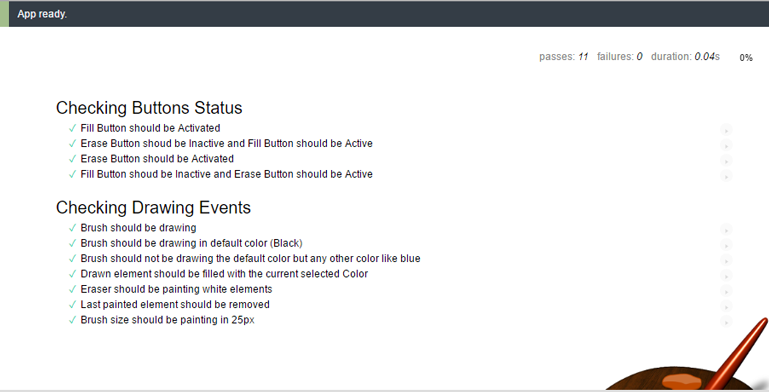 App ready.
passes: 11 failures: 0 duration: 0.04s 0%
Checking Buttons Status
✓ Fill Button should be Activated
✓ Erase Button shoud be Inactive and Fill Button should be Active
✓ Erase Button should be Activated
✓ Fill Button shoud be Inactive and Erase Button should be Active
Checking Drawing Events
✓ Brush should be drawing
✓ Brush should be drawing in default color (Black)
✓ Brush should not be drawing the default color but any other color like blue
✓ Drawn element should be filled with the current selected Color
✓ Eraser should be painting white elements
✓ Last painted element should be removed
✓ Brush size should be painting in 25px